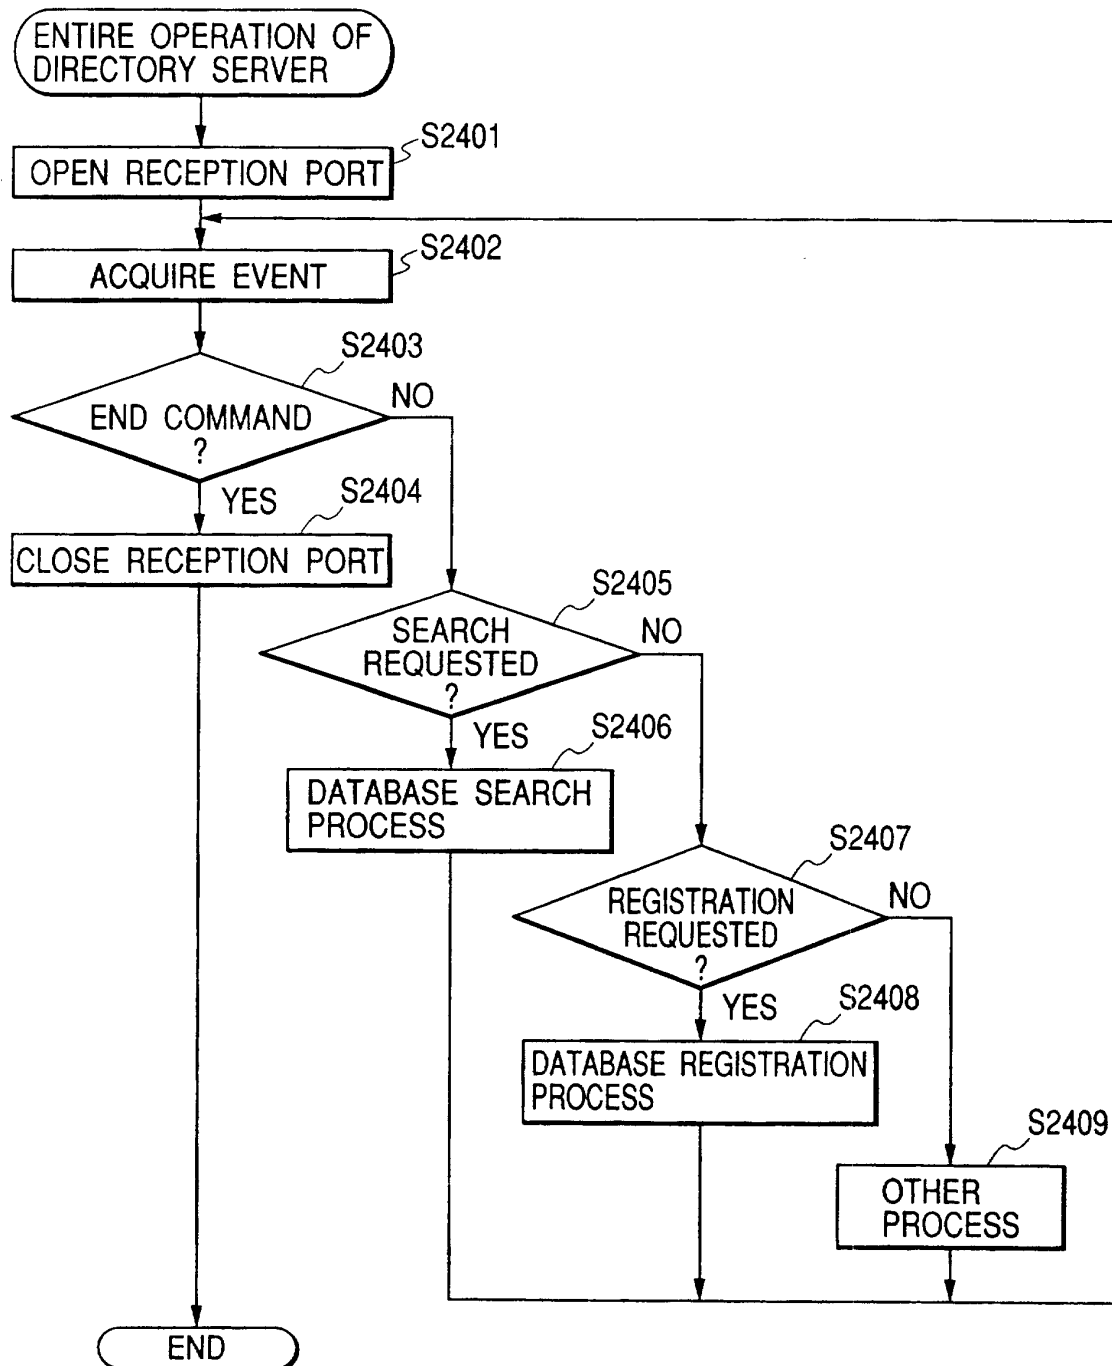 ENTIRE OPERATION OF
DIRECTORY SERVER
S2401
OPEN RECEPTION PORT
S2402
ACQUIRE EVENT
S2403
END COMMAND
?
NO
YES
S2404
CLOSE RECEPTION PORT
S2405
SEARCH
REQUESTED
?
NO
YES
S2406
DATABASE SEARCH
PROCESS
S2407
REGISTRATION
REQUESTED
?
NO
YES
S2408
DATABASE REGISTRATION
PROCESS
S2409
OTHER
PROCESS
END